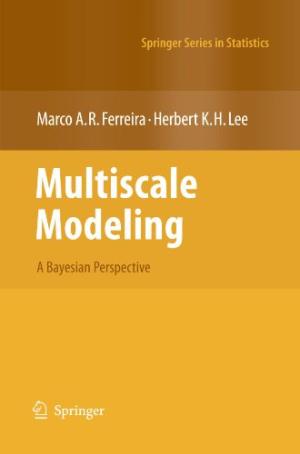 Springer Series in Statistics
Marco A.R. Ferreira · Herbert K.H. Lee
Multiscale
Modeling
A Bayesian Perspective
Springer